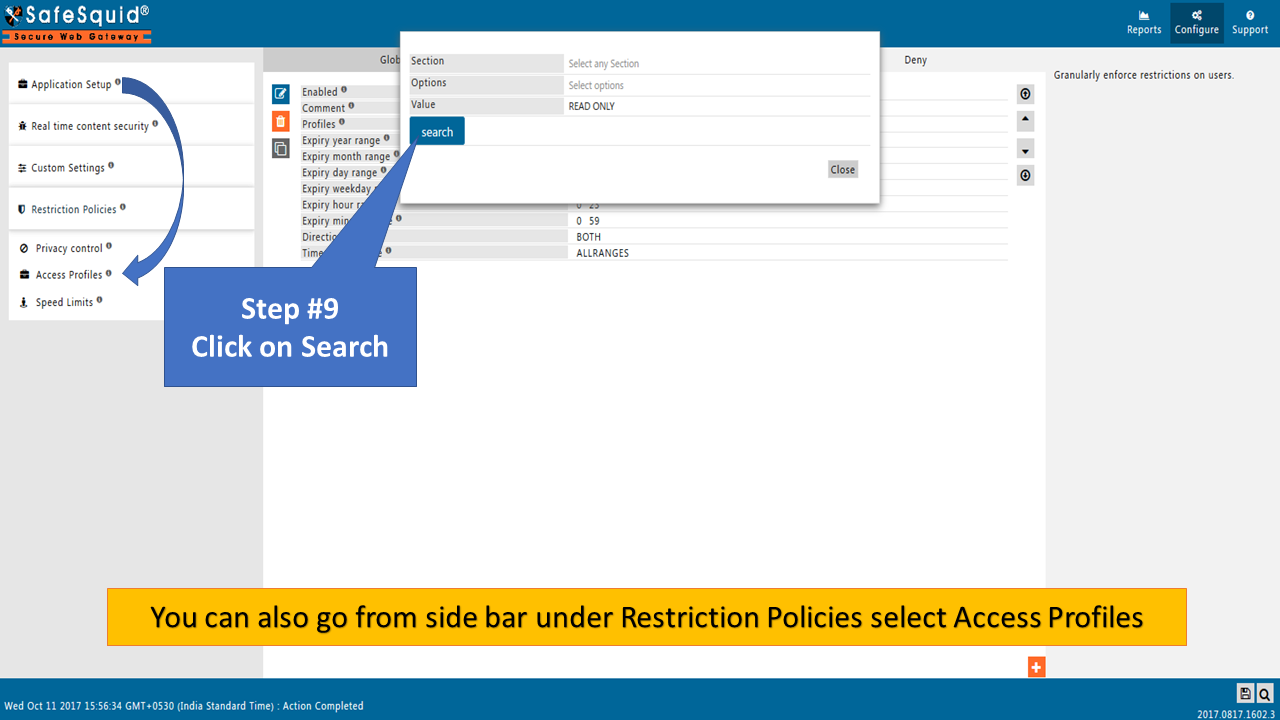 SafeSquid®
Secure Web Gateway
Reports
Configure
Support
Application Setup
Real time content security
Custom Settings
Restriction Policies
Privacy control
Access Profiles
Speed Limits
Glob
Deny
Enabled
Comment
Profiles
Expiry year range
Expiry month range
Expiry day range
Expiry weekday
Expiry hour
Expiry
0 23
0 59
BOTH
ALLRANGES
Section
Select any Section
Options
Select options
Value
READ ONLY
search
Close
Granularly enforce restrictions on users.
Step #9
Click on Search
You can also go from side bar under Restriction Policies select Access Profiles
Wed Oct 11 2017 15:56:34 GMT+0530 (India Standard Time) : Action Completed
2017.0817.1602.3